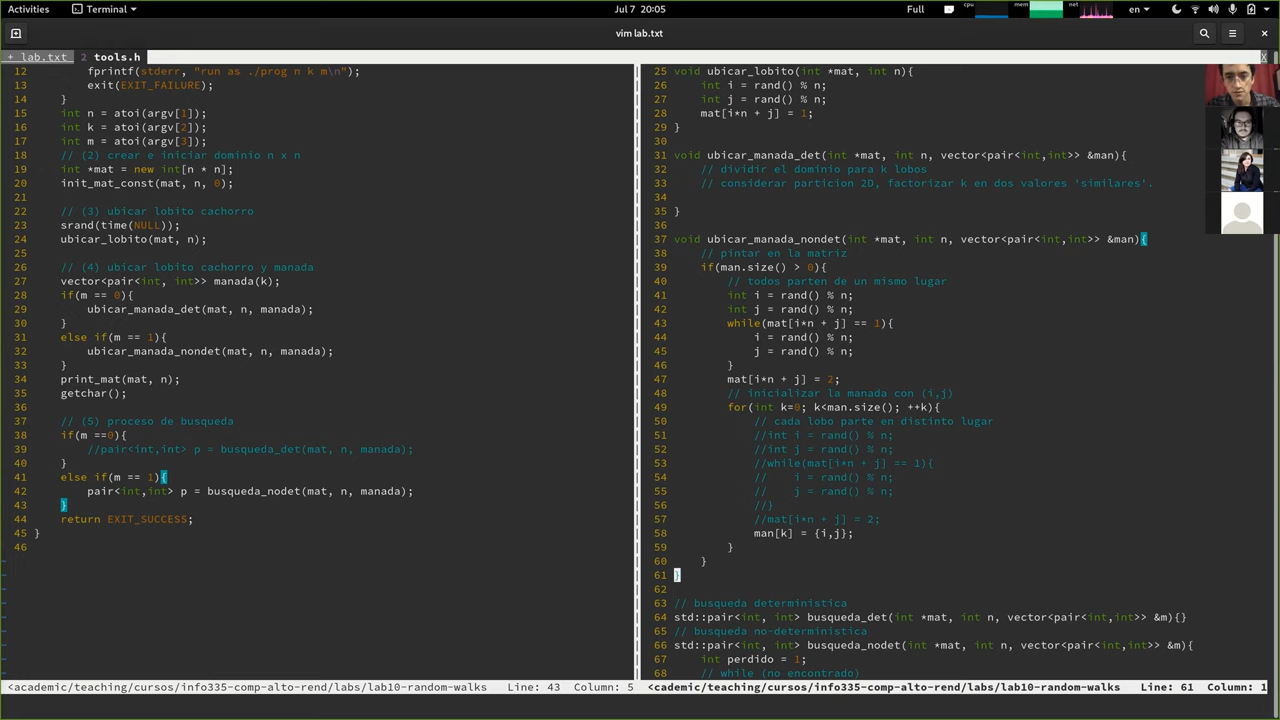 Activities Terminal Jul 7 20:05 Full cpu mem net en
vim lab.txt
+ lab.txt 2 tools.h X
12 fprintf(stderr, "run as ./prog n k m\n");
13 exit(EXIT_FAILURE);
14 }
15 int n = atoi(argv[1]);
16 int k = atoi(argv[2]);
17 int m = atoi(argv[3]);
18 // (2) crear e iniciar dominio n x n
19 int *mat = new int[n * n];
20 init_mat_const(mat, n, 0);
21
22 // (3) ubicar lobito cachorro
23 srand(time(NULL));
24 ubicar_lobito(mat, n);
25
26 // (4) ubicar lobito cachorro y manada
27 vector<pair<int, int>> manada(k);
28 if(m == 0){
29 ubicar_manada_det(mat, n, manada);
30 }
31 else if(m == 1){
32 ubicar_manada_nondet(mat, n, manada);
33 }
34 print_mat(mat, n);
35 getchar();
36
37 // (5) proceso de busqueda
38 if(m ==0){
39 //pair<int,int> p = busqueda_det(mat, n, manada);
40 }
41 else if(m == 1){
42 pair<int,int> p = busqueda_nodet(mat, n, manada);
43 }
44 return EXIT_SUCCESS;
45 }
46
~
~
~
~
~
~
~
~
<academic/teaching/cursos/info335-comp-alto-rend/labs/lab10-random-walks Line: 43 Column: 5
25 void ubicar_lobito(int *mat, int n){
26 int i = rand() % n;
27 int j = rand() % n;
28 mat[i*n + j] = 1;
29 }
30
31 void ubicar_manada_det(int *mat, int n, vector<pair<int,int>> &man){
32 // dividir el dominio para k lobos
33 // considerar particion 2D, factorizar k en dos valores 'similares'.
34
35 }
36
37 void ubicar_manada_nondet(int *mat, int n, vector<pair<int,int>> &man){
38 // pintar en la matriz
39 if(man.size() > 0){
40 // todos parten de un mismo lugar
41 int i = rand() % n;
42 int j = rand() % n;
43 while(mat[i*n + j] == 1){
44 i = rand() % n;
45 j = rand() % n;
46 }
47 mat[i*n + j] = 2;
48 // inicializar la manada con (i,j)
49 for(int k=0; k<man.size(); ++k){
50 // cada lobo parte en distinto lugar
51 //int i = rand() % n;
52 //int j = rand() % n;
53 //while(mat[i*n + j] == 1){
54 // i = rand() % n;
55 // j = rand() % n;
56 //}
57 //mat[i*n + j] = 2;
58 man[k] = {i,j};
59 }
60 }
61 }
62
63 // busqueda deterministica
64 std::pair<int, int> busqueda_det(int *mat, int n, vector<pair<int,int>> &m){}
65 // busqueda no-deterministica
66 std::pair<int, int> busqueda_nodet(int *mat, int n, vector<pair<int,int>> &m){
67 int perdido = 1;
68 // while (no encontrado)
<cademic/teaching/cursos/info335-comp-alto-rend/labs/lab10-random-walks Line: 61 Column: 1